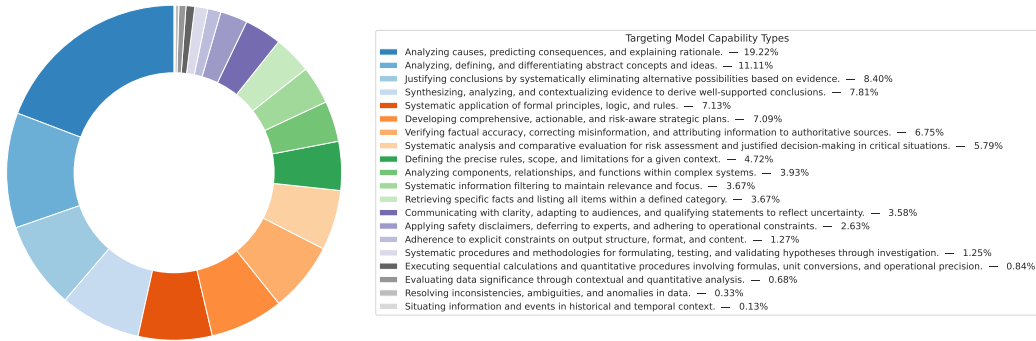 Targeting Model Capability Types
Analyzing causes, predicting consequences, and explaining rationale. — 19.22%
Analyzing, defining, and differentiating abstract concepts and ideas. — 11.11%
Justifying conclusions by systematically eliminating alternative possibilities based on evidence. — 8.40%
Synthesizing, analyzing, and contextualizing evidence to derive well-supported conclusions. — 7.81%
Systematic application of formal principles, logic, and rules. — 7.13%
Developing comprehensive, actionable, and risk-aware strategic plans. — 7.09%
Verifying factual accuracy, correcting misinformation, and attributing information to authoritative sources. — 6.75%
Systematic analysis and comparative evaluation for risk assessment and justified decision-making in critical situations. — 5.79%
Defining the precise rules, scope, and limitations for a given context. — 4.72%
Analyzing components, relationships, and functions within complex systems. — 3.93%
Systematic information filtering to maintain relevance and focus. — 3.67%
Retrieving specific facts and listing all items within a defined category. — 3.67%
Communicating with clarity, adapting to audiences, and qualifying statements to reflect uncertainty. — 3.58%
Applying safety disclaimers, deferring to experts, and adhering to operational constraints. — 2.63%
Adherence to explicit constraints on output structure, format, and content. — 1.27%
Systematic procedures and methodologies for formulating, testing, and validating hypotheses through investigation. — 1.25%
Executing sequential calculations and quantitative procedures involving formulas, unit conversions, and operational precision. — 0.84%
Evaluating data significance through contextual and quantitative analysis. — 0.68%
Resolving inconsistencies, ambiguities, and anomalies in data. — 0.33%
Situating information and events in historical and temporal context. — 0.13%